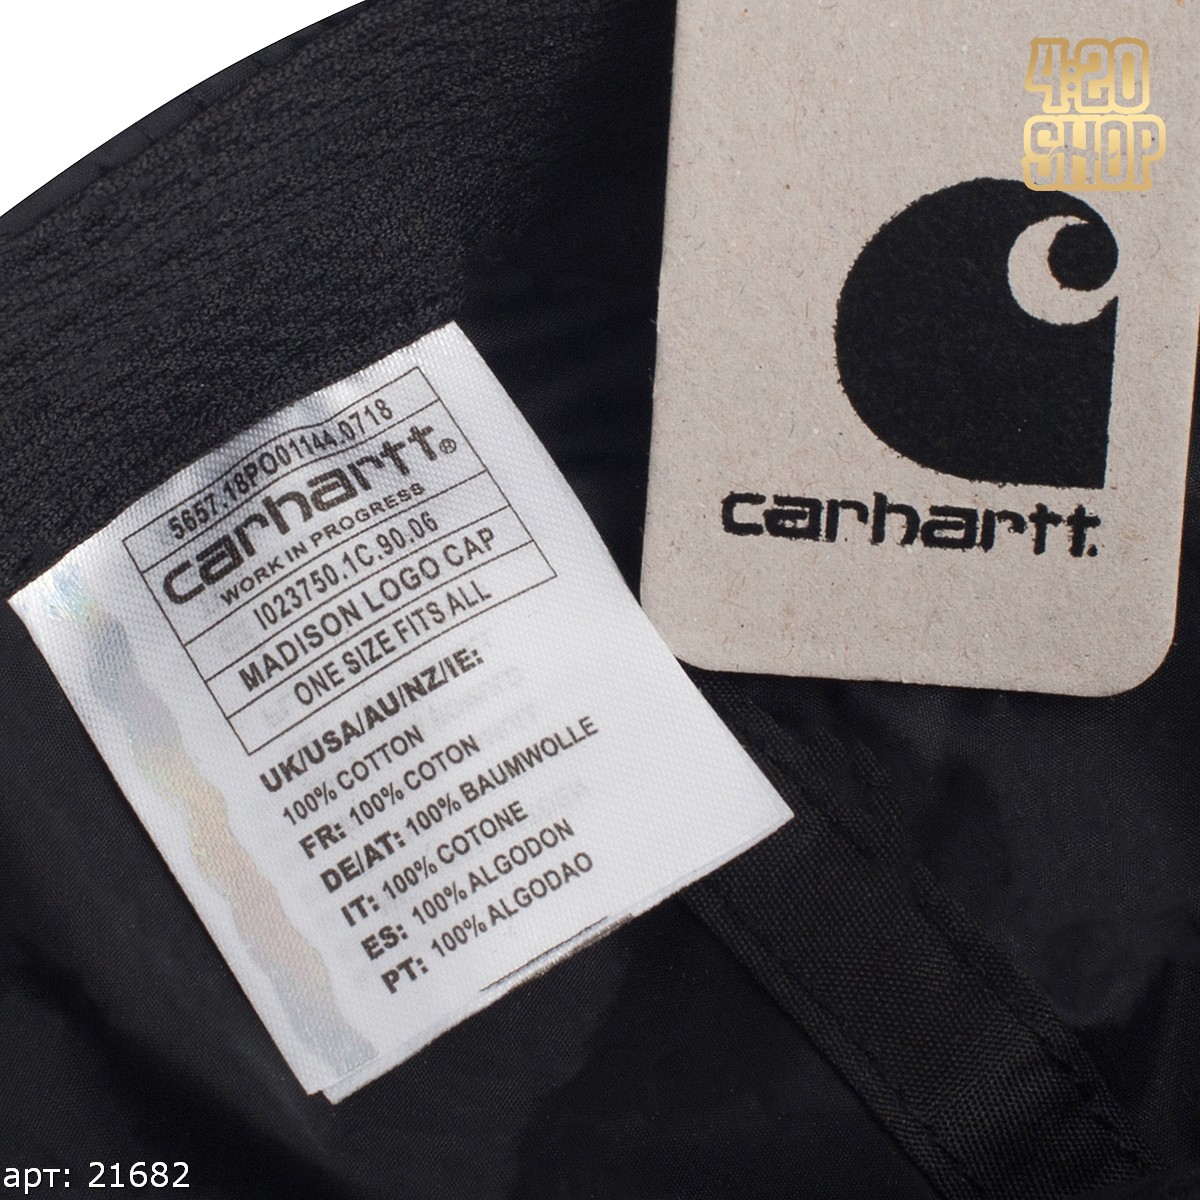 4:20
SHOP
carhartt.
5657.18PO01144.0718
carhartt®
WORK IN PROGRESS
I023750.1C.90.06
MADISON LOGO CAP
ONE SIZE FITS ALL
UK/USA/AU/NZ/IE:
100% COTTON
FR: 100% COTON
DE/AT: 100% BAUMWOLLE
IT: 100% COTONE
ES: 100% ALGODON
PT: 100% ALGODAO
арт: 21682